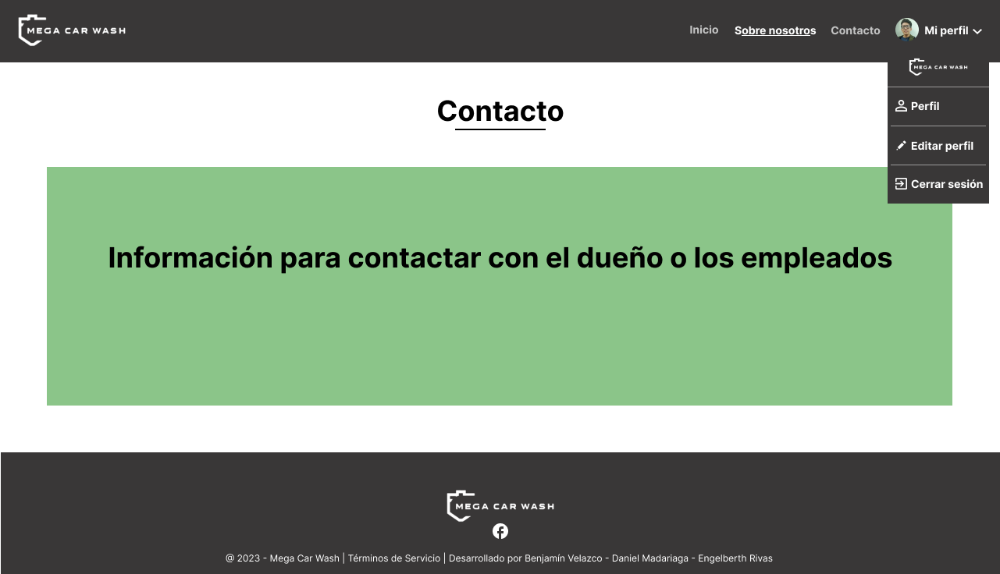 MEGA CAR WASH
Inicio Sobre nosotros Contacto Mi perfil
MEGA CAR WASH
Perfil
Editar perfil
Cerrar sesión
Contacto
Información para contactar con el dueño o los empleados
MEGA CAR WASH
@ 2023 - Mega Car Wash | Términos de Servicio | Desarrollado por Benjamín Velazco - Daniel Madariaga - Engelberth Rivas